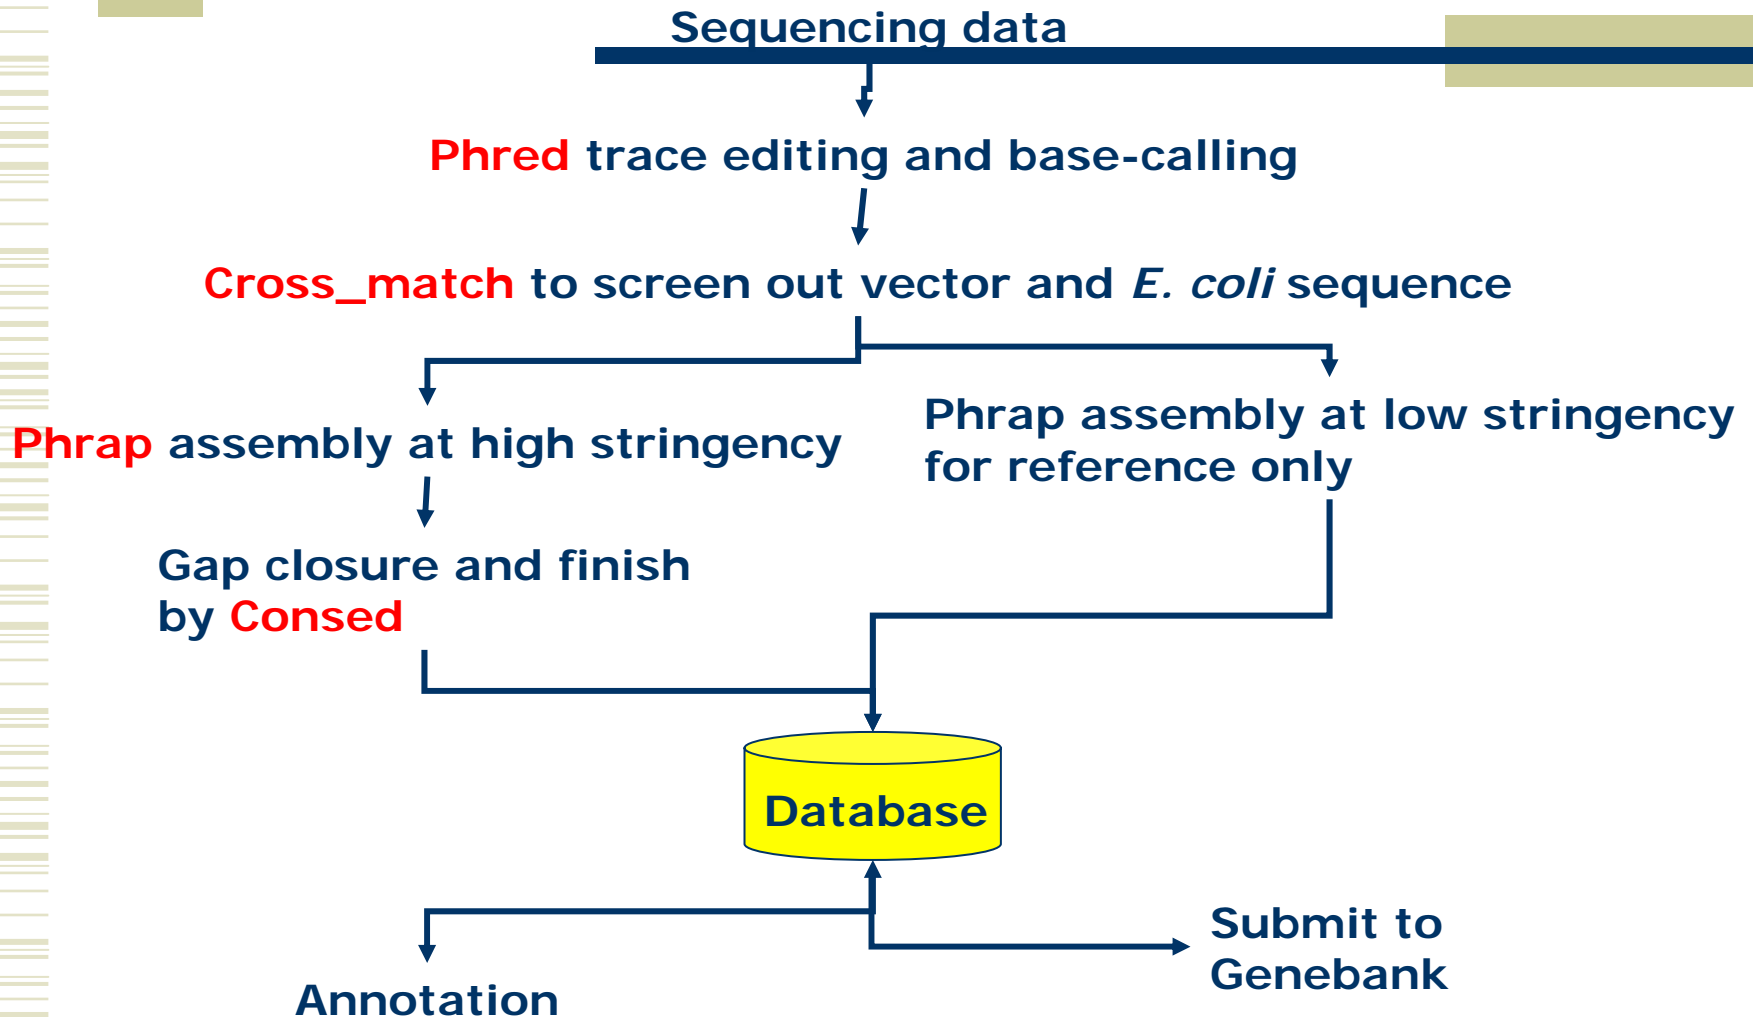 Sequencing data
Phred trace editing and base-calling
Cross_match to screen out vector and E. coli sequence
Phrap assembly at high stringency
Phrap assembly at low stringency
for reference only
Gap closure and finish
by Consed
Database
Annotation
Submit to
Genebank